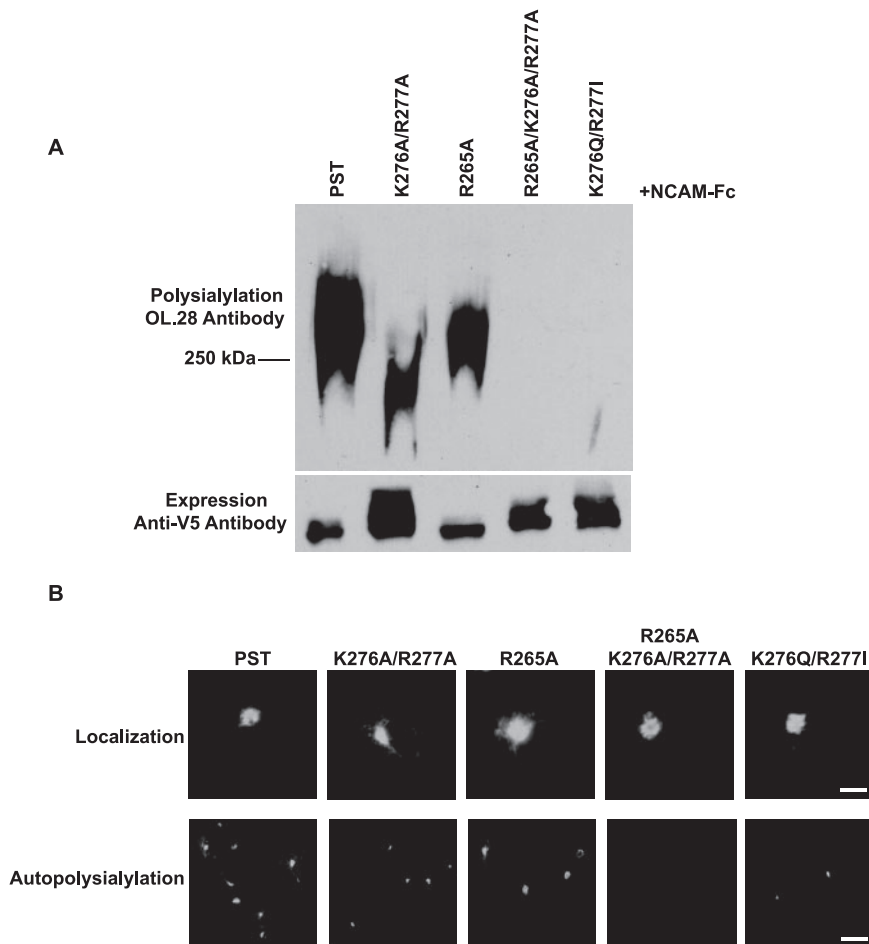 A
PST
K276A/R277A
R265A
R265A/K276A/R277A
K276Q/R277I
+NCAM-Fc
Polysialylation
OL.28 Antibody
250 kDa
Expression
Anti-V5 Antibody
B
PST
K276A/R277A
R265A
R265A
K276A/R277A
K276Q/R277I
Localization
Autopolysialylation